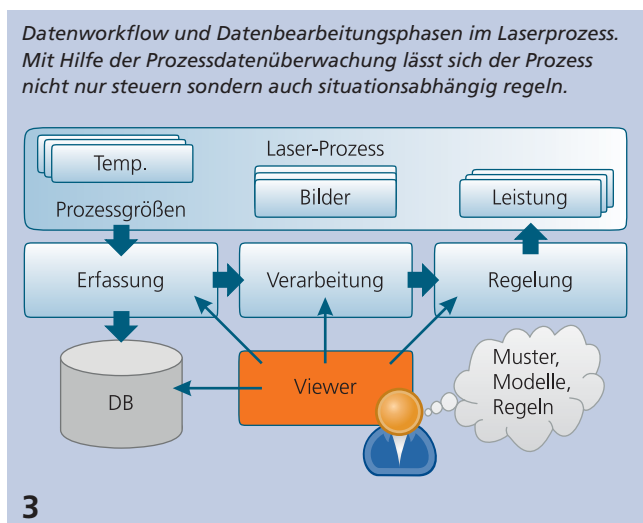 Datenworkflow und Datenbearbeitungsphasen im Laserprozess.
Mit Hilfe der Prozessdatenüberwachung lässt sich der Prozess
nicht nur steuern sondern auch situationsabhängig regeln.
Laser-Prozess
Temp.
Bilder
Leistung
Prozessgrößen
Erfassung
Verarbeitung
Regelung
DB
Viewer
Muster,
Modelle,
Regeln
3